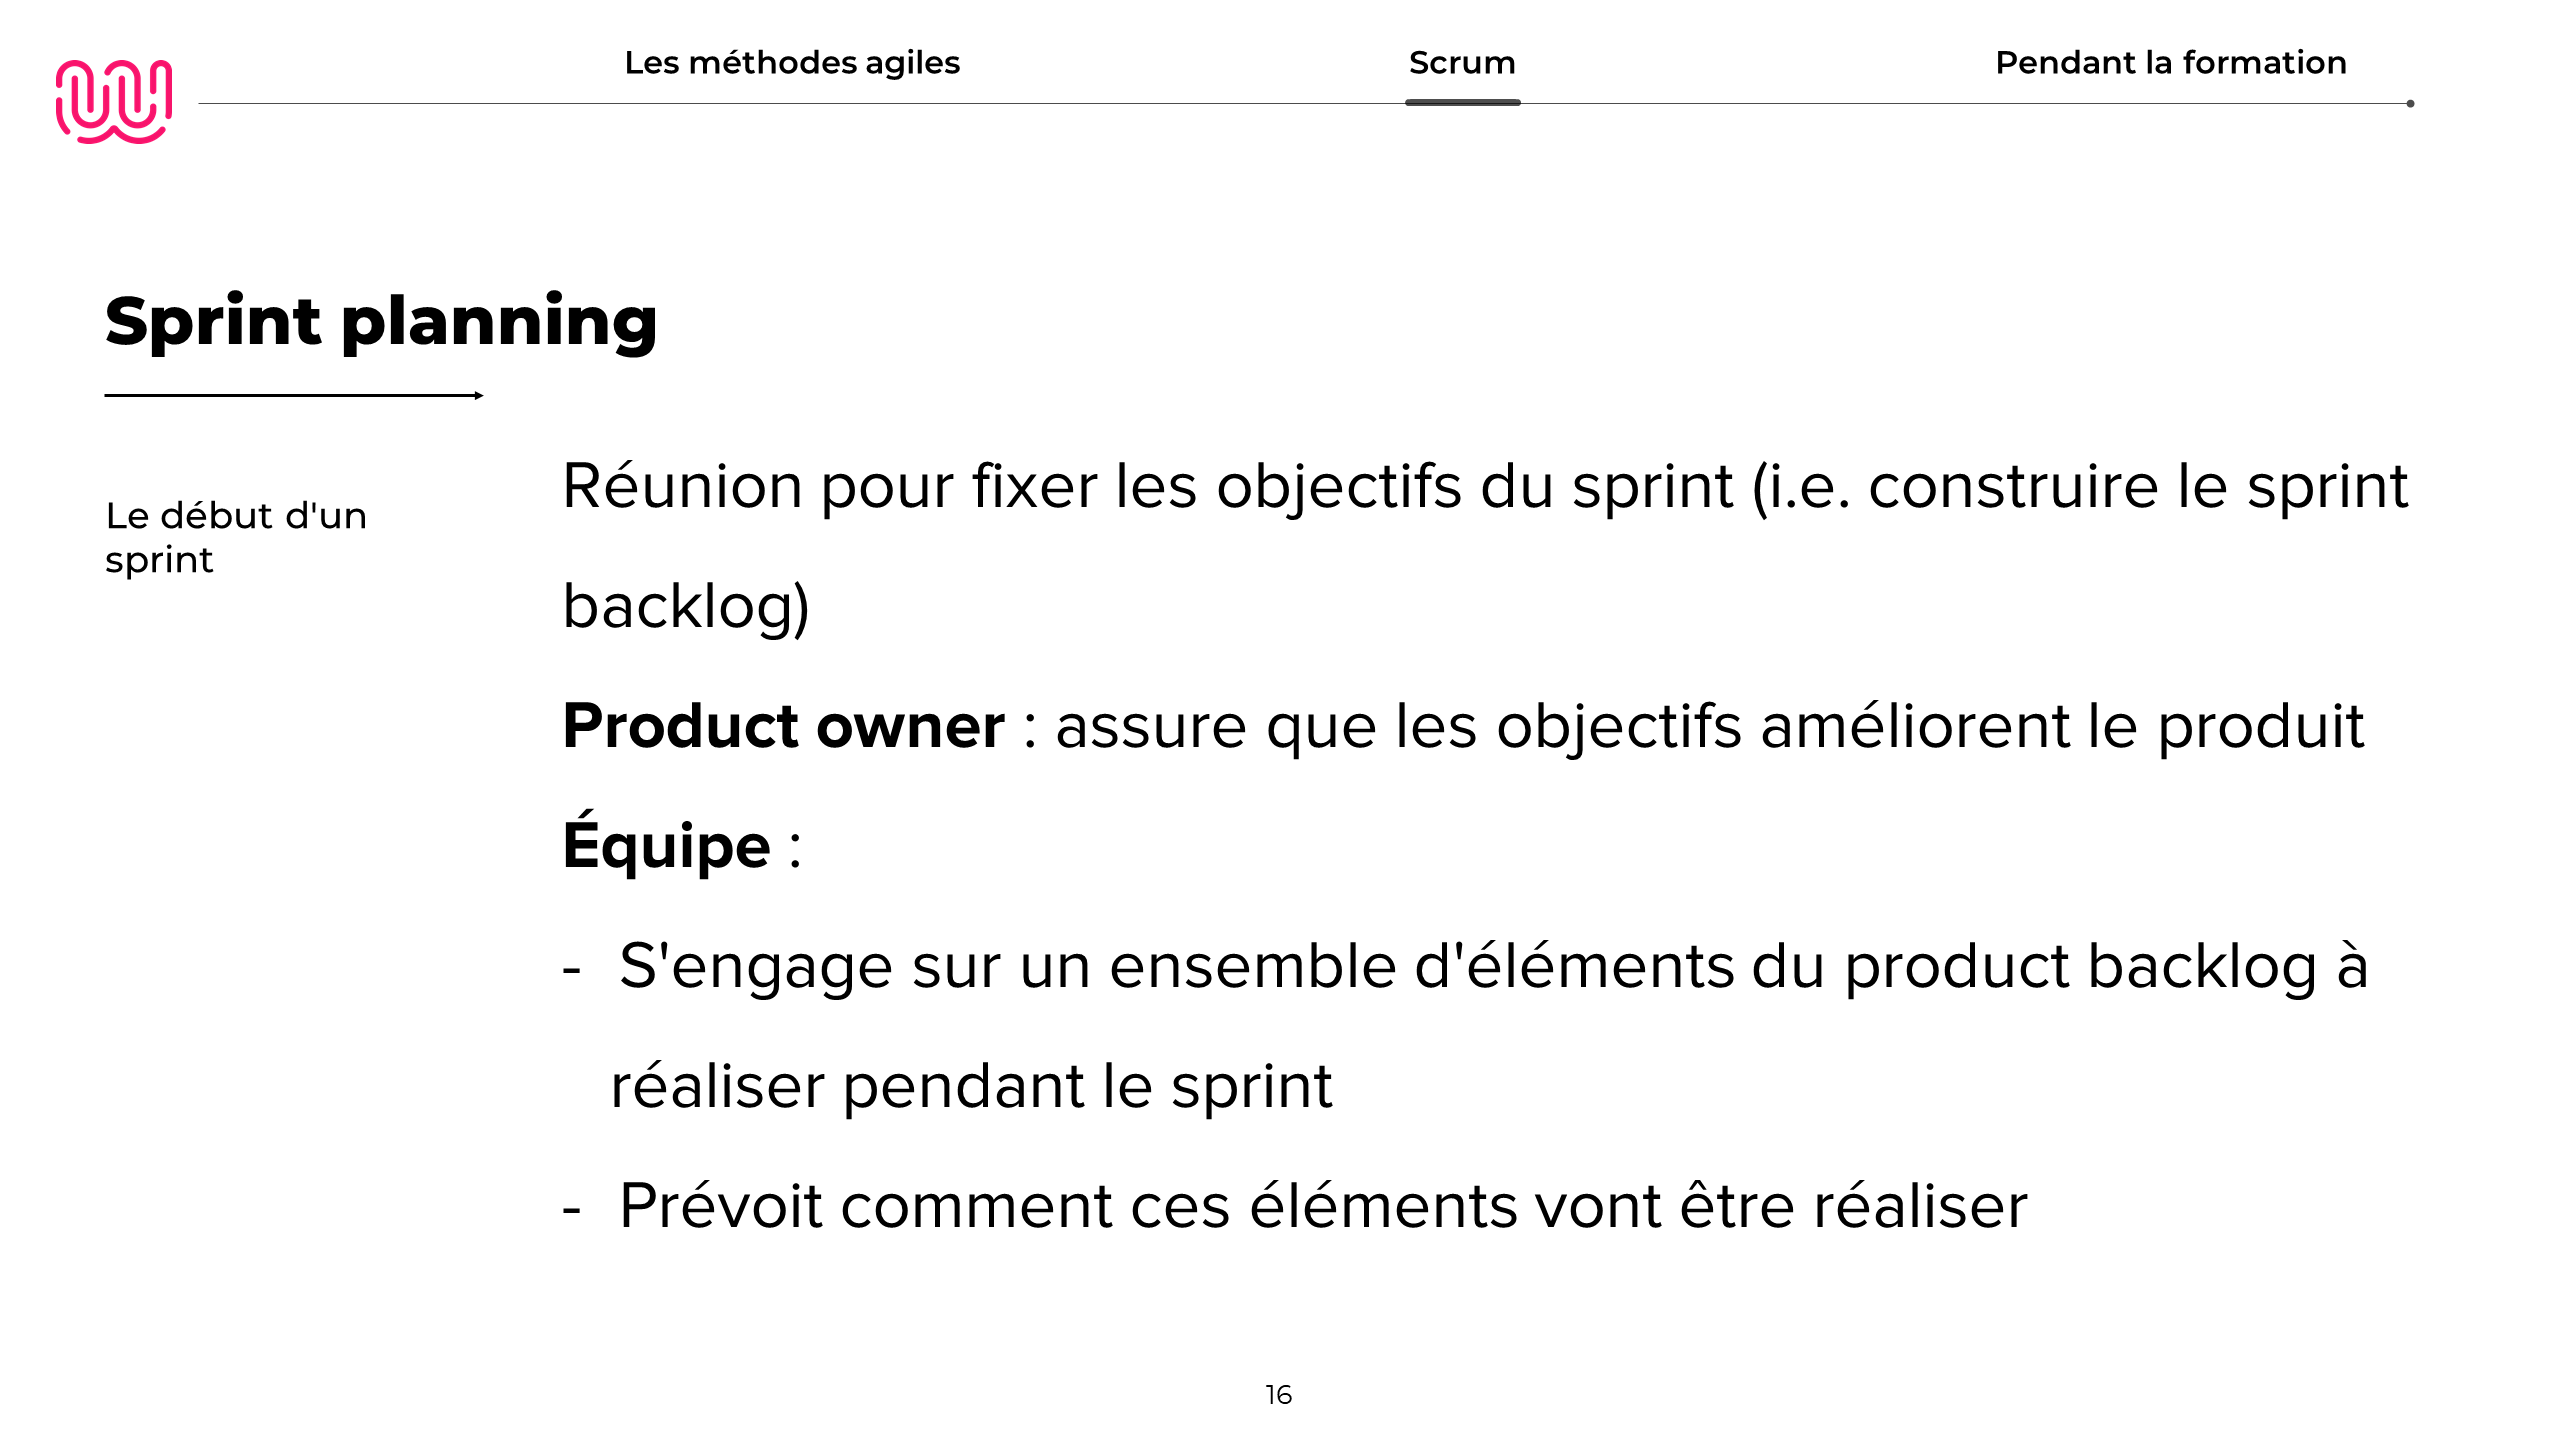 Les méthodes agiles
Scrum
Pendant la formation
Sprint planning
Le début d'un
sprint
Réunion pour fixer les objectifs du sprint (i.e. construire le sprint
backlog)
Product owner : assure que les objectifs améliorent le produit
Équipe :
- S'engage sur un ensemble d'éléments du product backlog à
réaliser pendant le sprint
- Prévoit comment ces éléments vont être réaliser
16